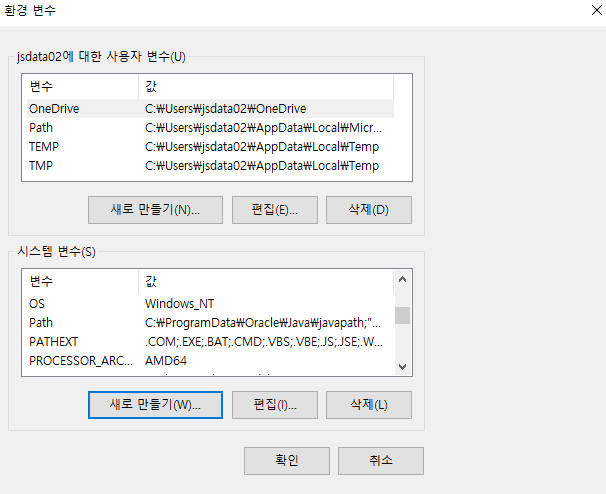 환경 변수
jsdata02에 대한 사용자 변수(U)
변수 값
OneDrive C:\Users\jsdata02\OneDrive
Path C:\Users\jsdata02\AppData\Local\Micr...
TEMP C:\Users\jsdata02\AppData\Local\Temp
TMP C:\Users\jsdata02\AppData\Local\Temp
새로 만들기(N)... 편집(E)... 삭제(D)
시스템 변수(S)
변수 값
OS Windows_NT
Path C:\ProgramData\Oracle\Java\javapath;"...
PATHEXT .COM;.EXE;.BAT;.CMD;.VBS;.VBE;.JS;.JSE;.W...
PROCESSOR_ARC... AMD64
새로 만들기(W)... 편집(I)... 삭제(L)
확인 취소